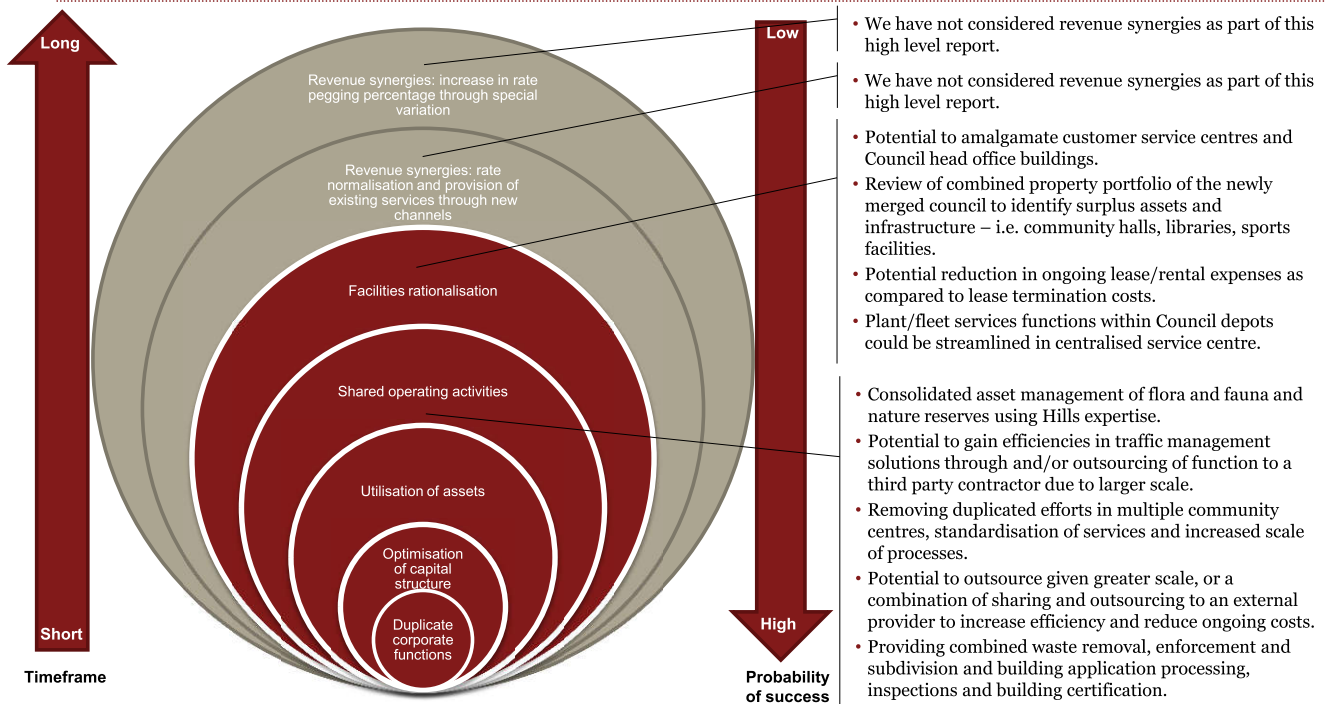 Long
Short
Timeframe
Revenue synergies: increase in rate
pegging percentage through special
variation
Revenue synergies: rate
normalisation and provision of
existing services through new
channels
Facilities rationalisation
Shared operating activities
Utilisation of assets
Optimisation
of capital
structure
Duplicate
corporate
functions
Low
High
Probability
of success
• We have not considered revenue synergies as part of this
high level report.
• We have not considered revenue synergies as part of this
high level report.
• Potential to amalgamate customer service centres and
Council head office buildings.
• Review of combined property portfolio of the newly
merged council to identify surplus assets and
infrastructure – i.e. community halls, libraries, sports
facilities.
• Potential reduction in ongoing lease/rental expenses as
compared to lease termination costs.
• Plant/fleet services functions within Council depots
could be streamlined in centralised service centre.
• Consolidated asset management of flora and fauna and
nature reserves using Hills expertise.
• Potential to gain efficiencies in traffic management
solutions through and/or outsourcing of function to a
third party contractor due to larger scale.
• Removing duplicated efforts in multiple community
centres, standardisation of services and increased scale
of processes.
• Potential to outsource given greater scale, or a
combination of sharing and outsourcing to an external
provider to increase efficiency and reduce ongoing costs.
• Providing combined waste removal, enforcement and
subdivision and building application processing,
inspections and building certification.